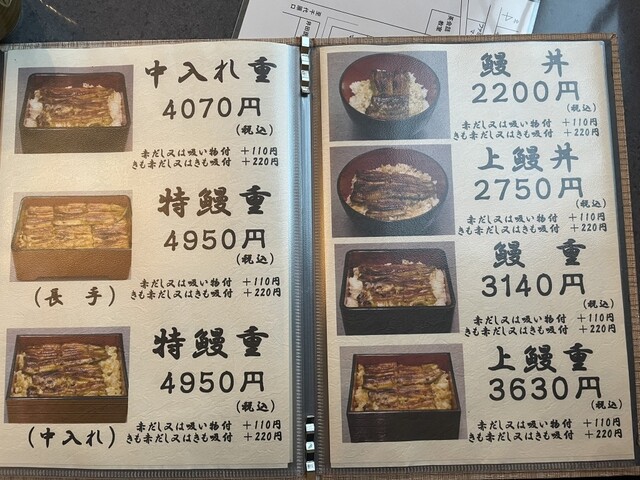 中入れ重
4070円
(税込)
赤だし又は吸い物付 +110円
きも赤だし又はきも吸付 +220円
特鰻重
4950円
(税込)
赤だし又は吸い物付 +110円
きも赤だし又はきも吸付 +220円
(長 手)
特鰻重
4950円
(税込)
赤だし又は吸い物付 +110円
きも赤だし又はきも吸付 +220円
(中入れ)
鰻 丼
2200円
(税込)
赤だし又は吸い物付 +110円
きも赤だし又はきも吸付 +220円
上鰻丼
2750円
(税込)
赤だし又は吸い物付 +110円
きも赤だし又はきも吸付 +220円
鰻 重
3140円
(税込)
赤だし又は吸い物付 +110円
きも赤だし又はきも吸付 +220円
上鰻重
3630円
(税込)
赤だし又は吸い物付 +110円
きも赤だし又はきも吸付 +220円